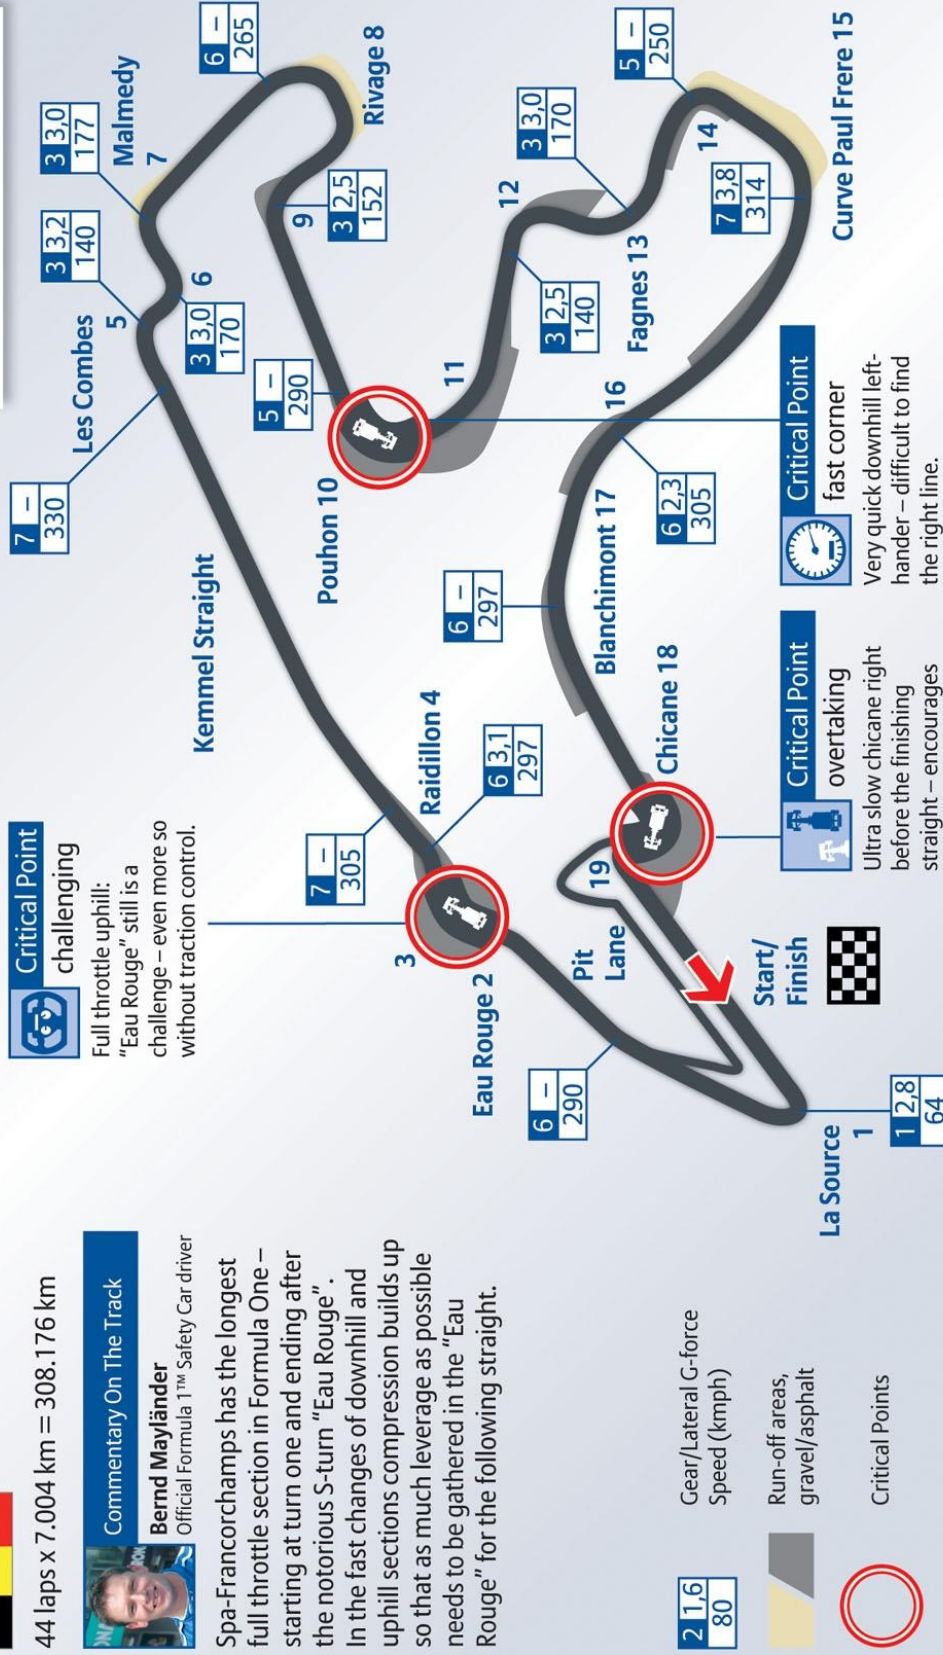 44 laps x 7.004 km = 308.176 km
Commentary On The Track
Bernd Mayländer
Official Formula 1™ Safety Car driver
Spa-Francorchamps has the longest
full throttle section in Formula One –
starting at turn one and ending after
the notorious S-turn “Eau Rouge”.
In the fast changes of downhill and
uphill sections compression builds up
so that as much leverage as possible
needs to be gathered in the “Eau
Rouge” for the following straight.
2 1,6
80
Gear/Lateral G-force
Speed (kmph)
Run-off areas,
gravel/asphalt
Critical Points
Critical Point
challenging
Full throttle uphill:
“Eau Rouge” still is a
challenge – even more so
without traction control.
La Source
1
1 2,8
64
6 –
290
Eau Rouge 2
3
Raidillon 4
6 3,1
297
7 –
305
Kemmel Straight
7 –
330
Les Combes
5
3 3,2
140
6
3 3,0
170
Malmedy
7
3 3,0
177
6 –
265
Rivage 8
9
3 2,5
152
5 –
290
Pouhon 10
11
12
3 2,5
140
Fagnes 13
3 3,0
170
14
5 –
250
Curve Paul Frere 15
7 3,8
314
16
6 2,3
305
Blanchimont 17
6 –
297
Chicane 18
19
Pit
Lane
Start/
Finish
Critical Point
overtaking
Ultra slow chicane right
before the finishing
straight – encourages
Critical Point
fast corner
Very quick downhill left-
hander – difficult to find
the right line.